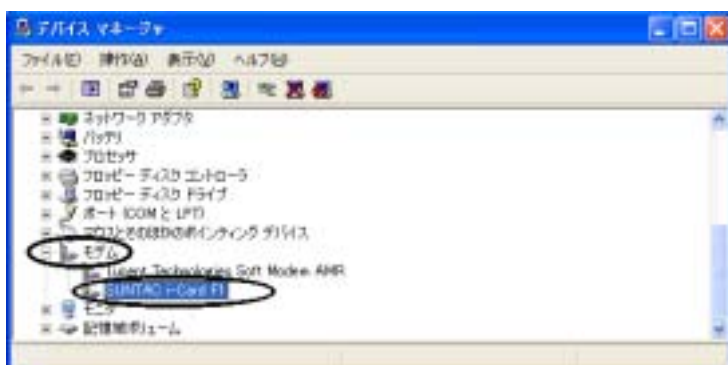 デバイス マネージャ
ファイル(F) 操作(A) 表示(V) ヘルプ(H)
ネットワーク アダプタ
バッテリ
プロセッサ
フロッピー ディスク コントローラ
フロッピー ディスク ドライブ
ポート (COM と LPT)
マウスとそのほかのポインティング デバイス
モデム
Lucent Technologies Soft Modem AMR
SUNTAC i-Card F1
モニタ
記憶域ボリューム